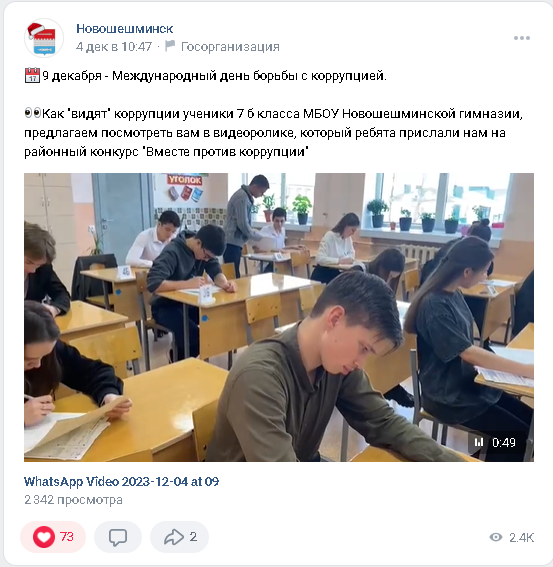 Новошешминск
4 дек в 10:47 · Госорганизация
17 9 декабря - Международный день борьбы с коррупцией.
👀Как "видят" коррупции ученики 7 б класса МБОУ Новошешминской гимназии,
предлагаем посмотреть вам в видеоролике, который ребята прислали нам на
районный конкурс "Вместе против коррупции"
УГОЛОК
0:49
WhatsApp Video 2023-12-04 at 09
2 342 просмотра
73
2
2.4K